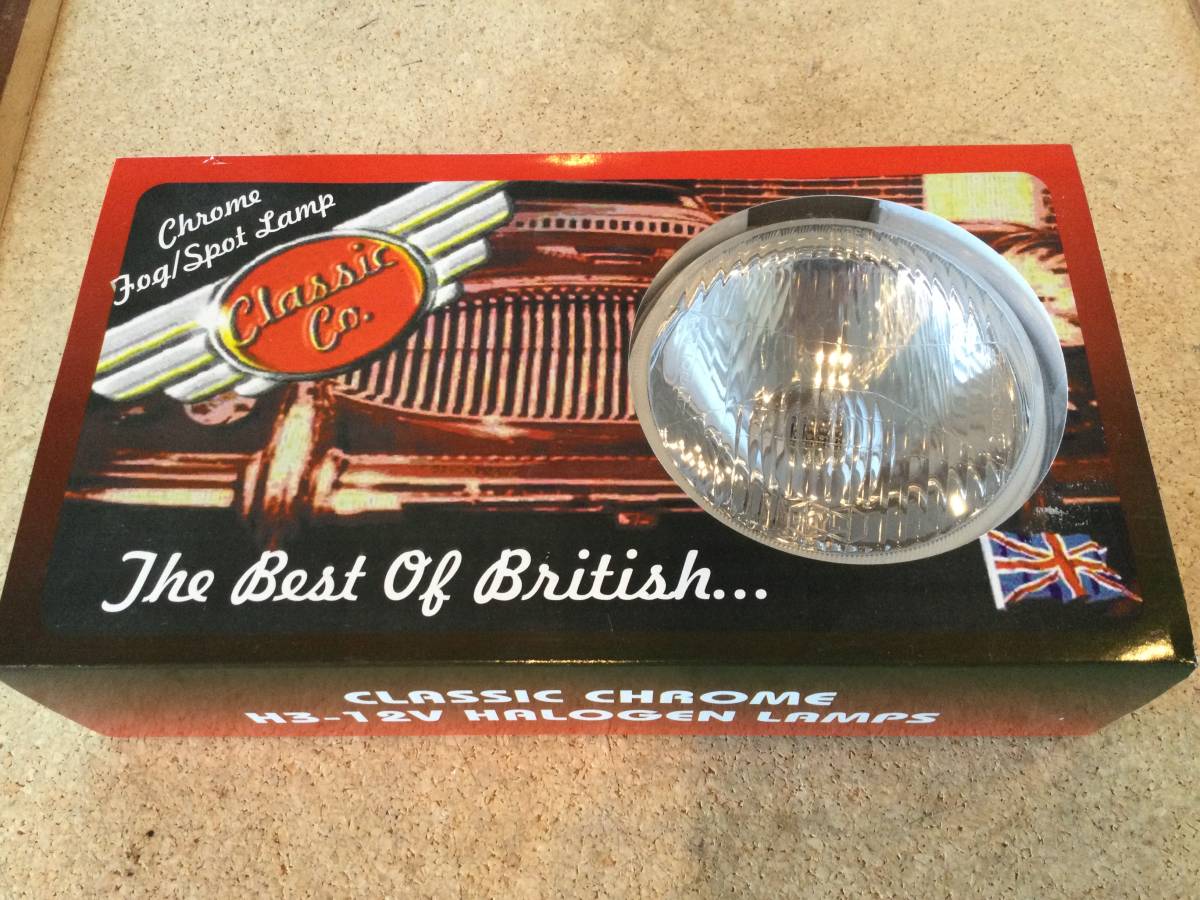 Chrome
Fog/Spot Lamp
Classic
Co.
The Best Of British...
CLASSIC CHROME
H3-12V HALOGEN LAMPS